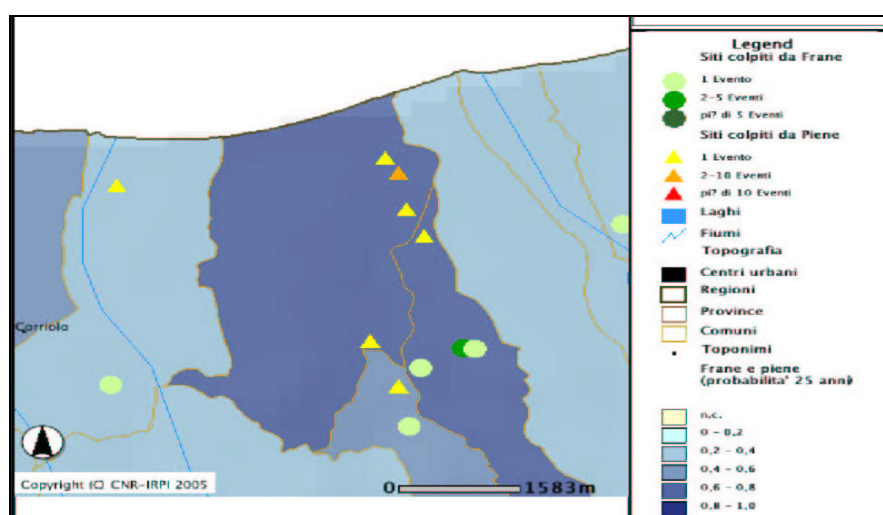 Legend
Siti colpiti da Frane
1 Evento
2-5 Eventi
pi? di 5 Eventi
Siti colpiti da Piene
1 Evento
2-10 Eventi
pi? di 10 Eventi
Laghi
Fiumi
Topografia
Centri urbani
Regioni
Province
Comuni
Toponimi
Frane e piene
(probabilita' 25 anni)
n.c.
0 - 0,2
0,2 - 0,4
0,4 - 0,6
0,6 - 0,8
0,8 - 1,0
Corriolo
Copyright (C) CNR-IRPI 2005
0 1583m